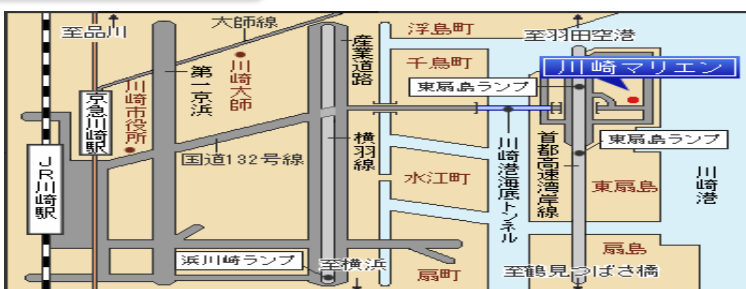 至品川
大師線
産業道路
浮島町
至羽田空港
千鳥町
川崎マリエン
東扇島ランプ
第一京浜
川崎大師
京急川崎駅
川崎市役所
東扇島ランプ
国道132号線
横羽線
川崎港海底トンネル
首都高速湾岸線
川崎港
JR川崎駅
水江町
東扇島
浜川崎ランプ
至横浜
扇町
扇島
至鶴見つばさ橋